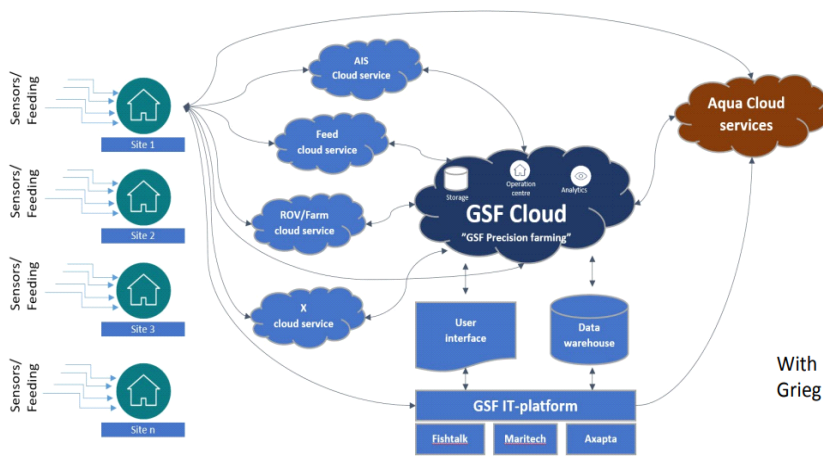 Sensors/
Feeding
Site 1
Sensors/
Feeding
Site 2
Sensors/
Feeding
Site 3
Sensors/
Feeding
Site n
AIS
Cloud service
Feed
cloud service
ROV/Farm
cloud service
X
cloud service
Storage
Operation
centre
Analytics
GSF Cloud
"GSF Precision farming"
Aqua Cloud
services
User
interface
Data
warehouse
GSF IT-platform
Fishtalk
Maritech
Axapta
With
Grieg